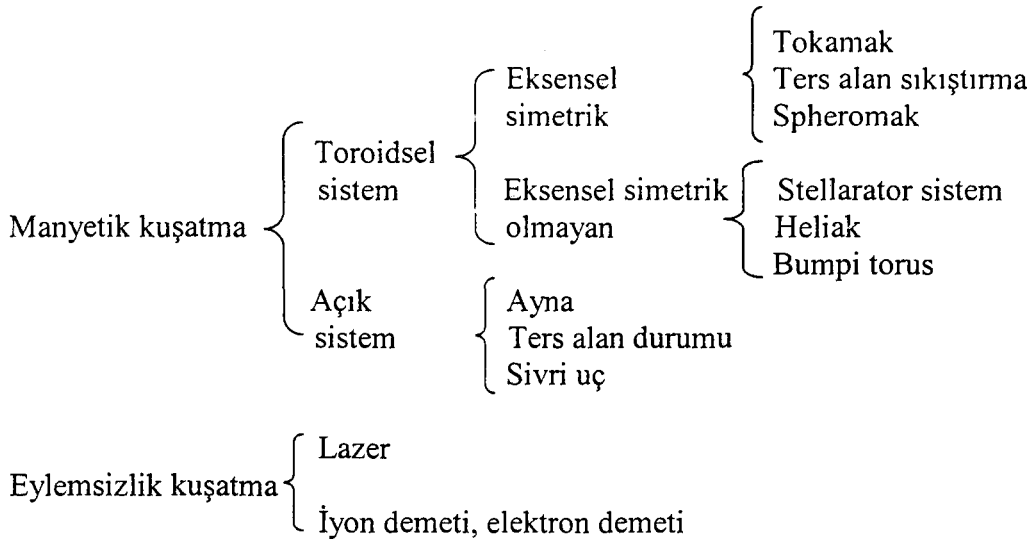 Manyetik kuşatma
Toroidsel
sistem
Eksensel
simetrik
Tokamak
Ters alan sıkıştırma
Spheromak
Eksensel simetrik
olmayan
Stellarator sistem
Heliak
Bumpi torus
Açık
sistem
Ayna
Ters alan durumu
Sivri uç
Eylemsizlik kuşatma
Lazer
İyon demeti, elektron demeti